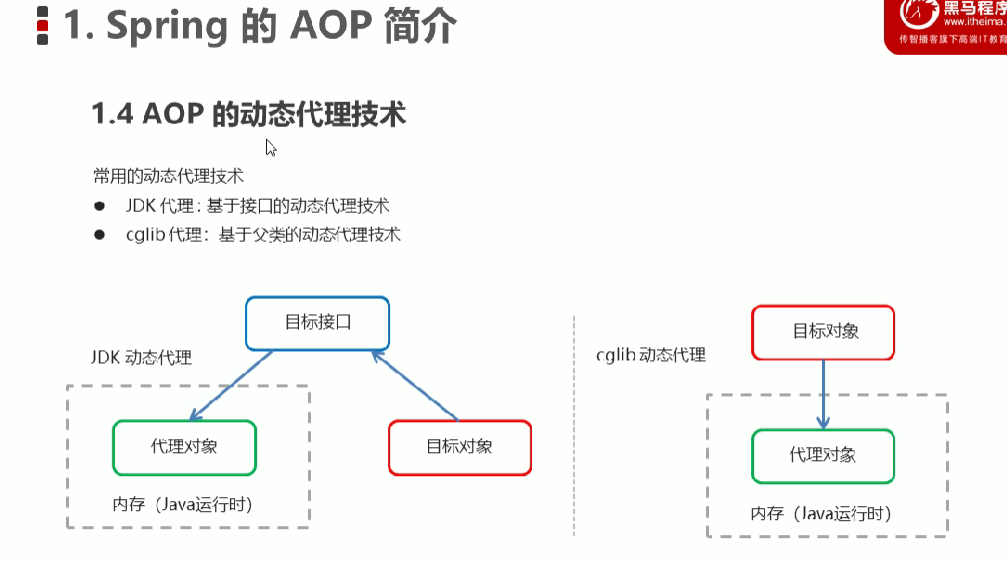 1. Spring 的 AOP 简介
黑马程序
www.itheima.
传智播客旗下高端IT教育
1.4 AOP 的动态代理技术
常用的动态代理技术
● JDK 代理 : 基于接口的动态代理技术
● cglib 代理：基于父类的动态代理技术
目标接口
JDK 动态代理
代理对象
目标对象
内存（Java运行时）
目标对象
cglib 动态代理
代理对象
内存（Java运行时）